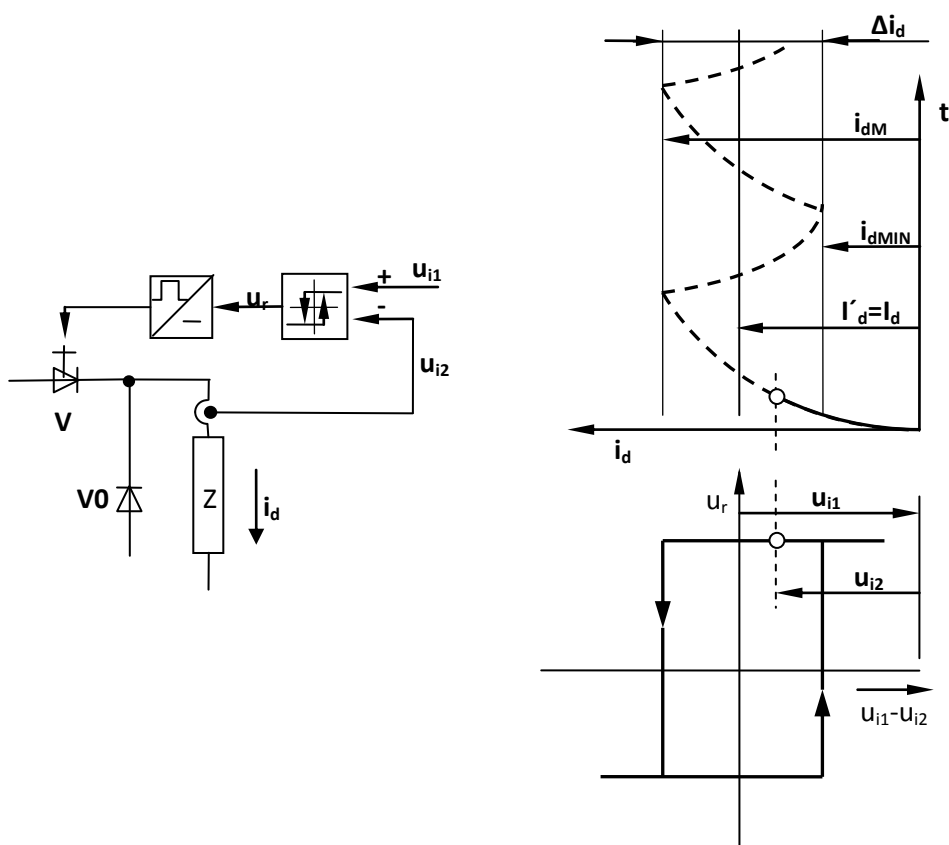 +
u_i1
-
u_r
u_i2
V
V0
Z
i_d
Δi_d
t
i_dM
i_dMIN
I´_d=I_d
i_d
u_r
u_i1
u_i2
u_i1-u_i2